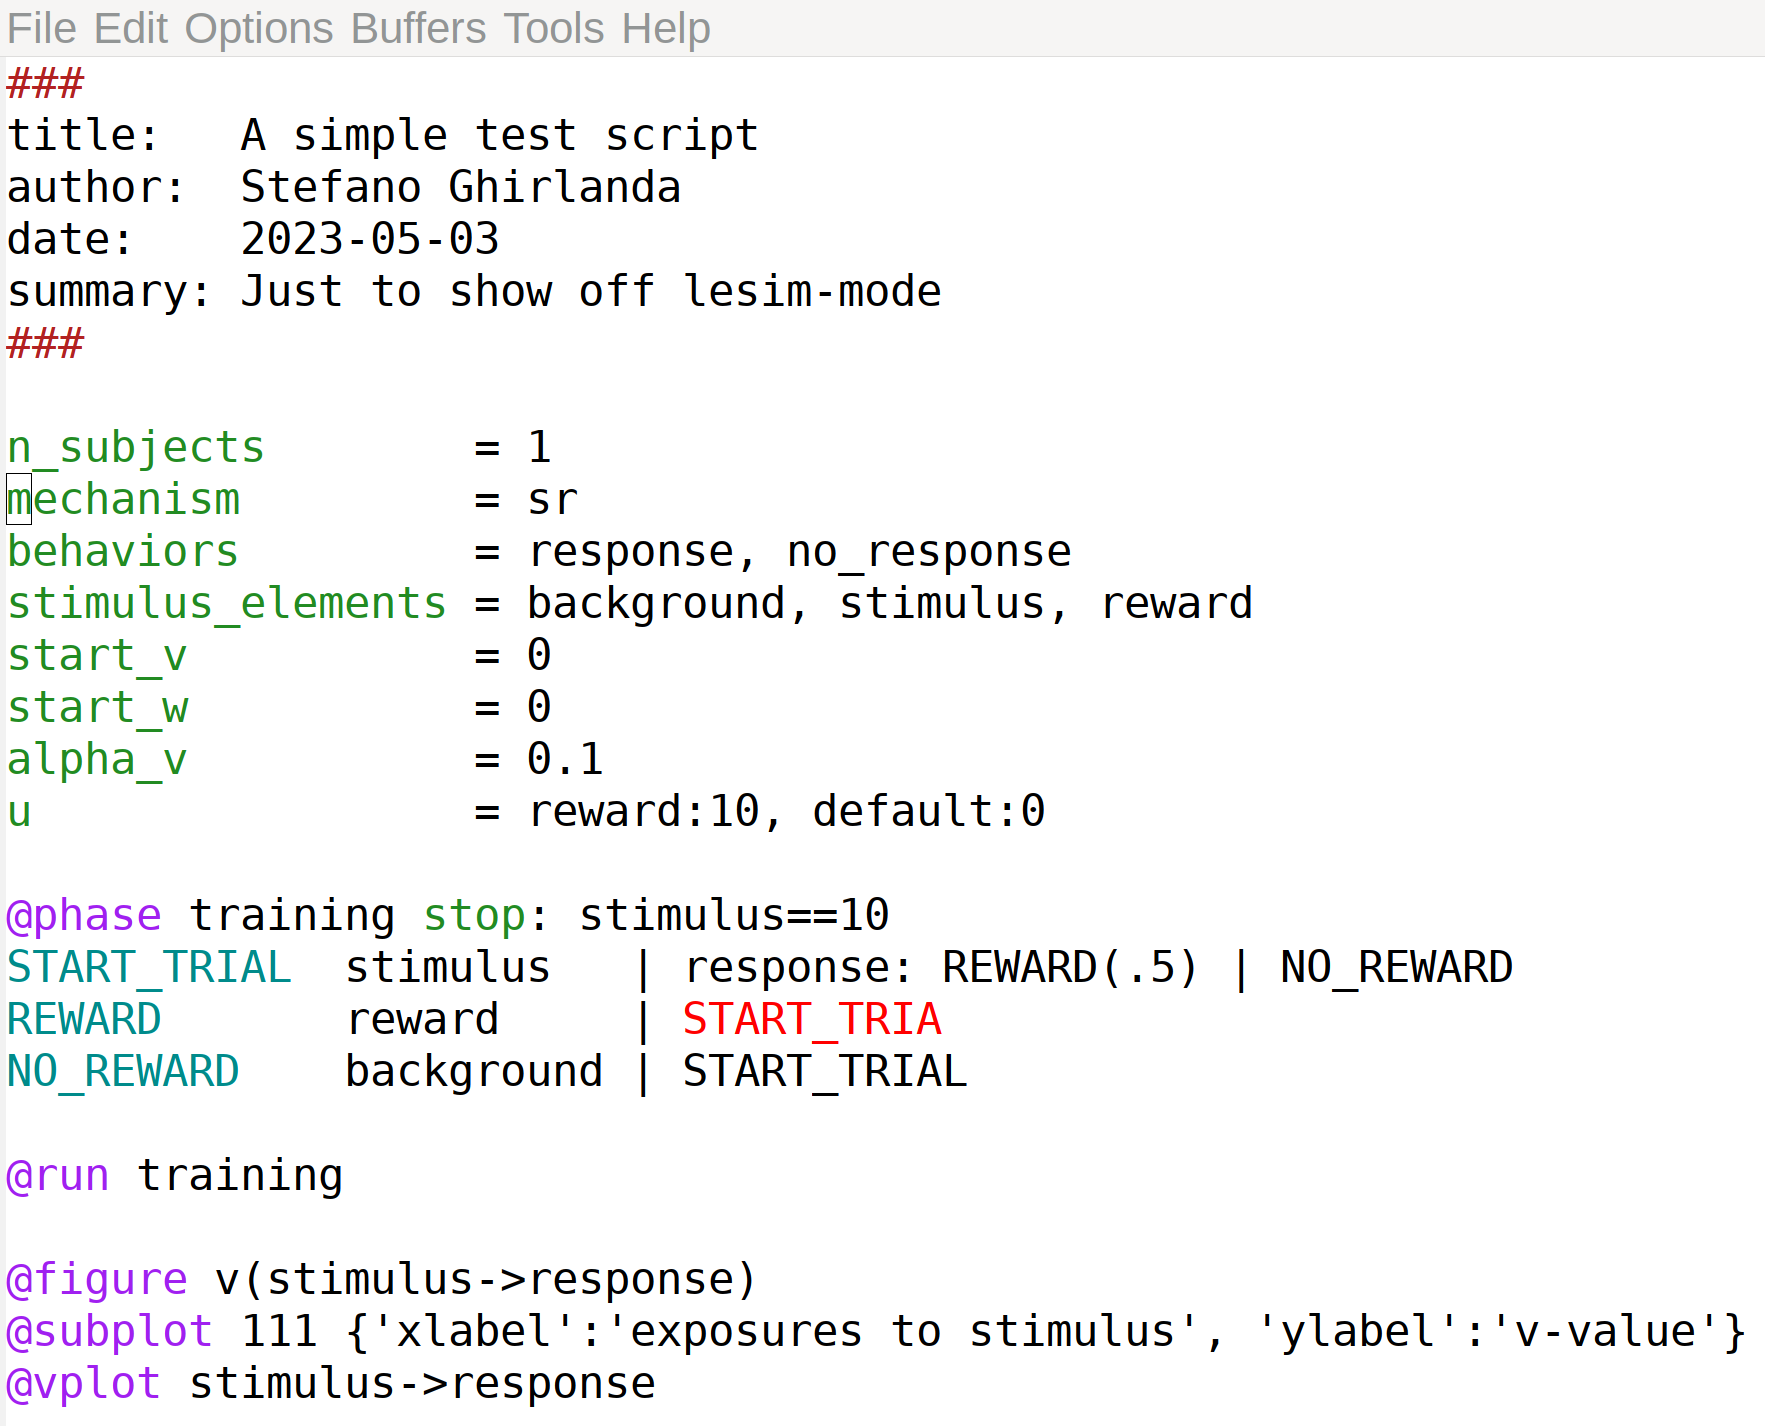 File Edit Options Buffers Tools Help
###
title:   A simple test script
author:  Stefano Ghirlanda
date:    2023-05-03
summary: Just to show off lesim-mode
###

n_subjects        = 1
mechanism         = sr
behaviors         = response, no_response
stimulus_elements = background, stimulus, reward
start_v           = 0
start_w           = 0
alpha_v           = 0.1
u                 = reward:10, default:0

@phase training stop: stimulus==10
START_TRIAL  stimulus   | response: REWARD(.5) | NO_REWARD
REWARD       reward     | START_TRIA
NO_REWARD    background | START_TRIAL

@run training

@figure v(stimulus->response)
@subplot 111 {'xlabel':'exposures to stimulus', 'ylabel':'v-value'}
@vplot stimulus->response